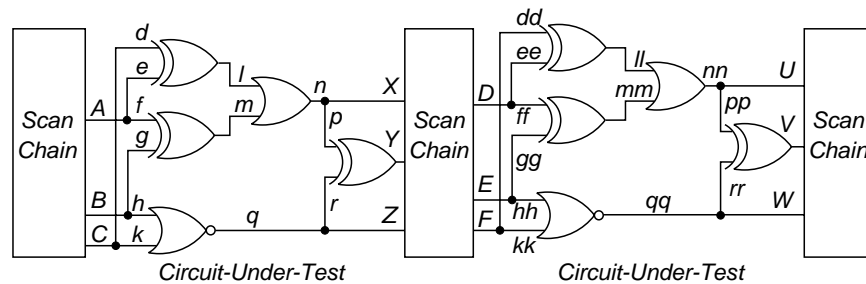 d
dd
e
ee
l
ll
n
nn
X
U
A
f
m
D
ff
mm
Scan
Chain
g
p
Y
Scan
Chain
gg
pp
V
Scan
Chain
B
h
r
E
hh
rr
C
k
q
Z
F
kk
qq
W
Circuit-Under-Test
Circuit-Under-Test